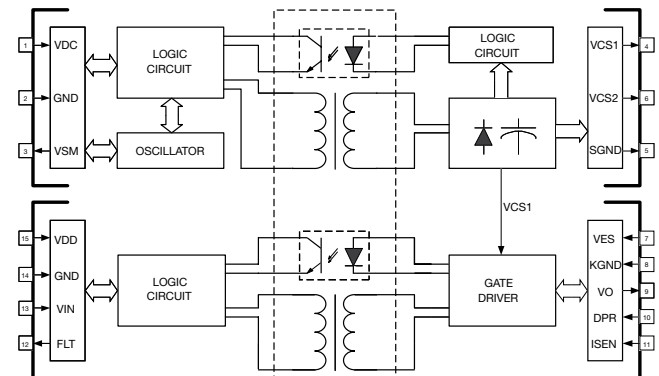 1 VDC
2 GND
3 VSM
LOGIC
CIRCUIT
OSCILLATOR
LOGIC
CIRCUIT
VCS1 4
VCS2 6
SGND 5
VCS1
15 VDD
14 GND
13 VIN
12 FLT
LOGIC
CIRCUIT
GATE
DRIVER
VES 7
KGND 8
VO 9
DPR 10
ISEN 11